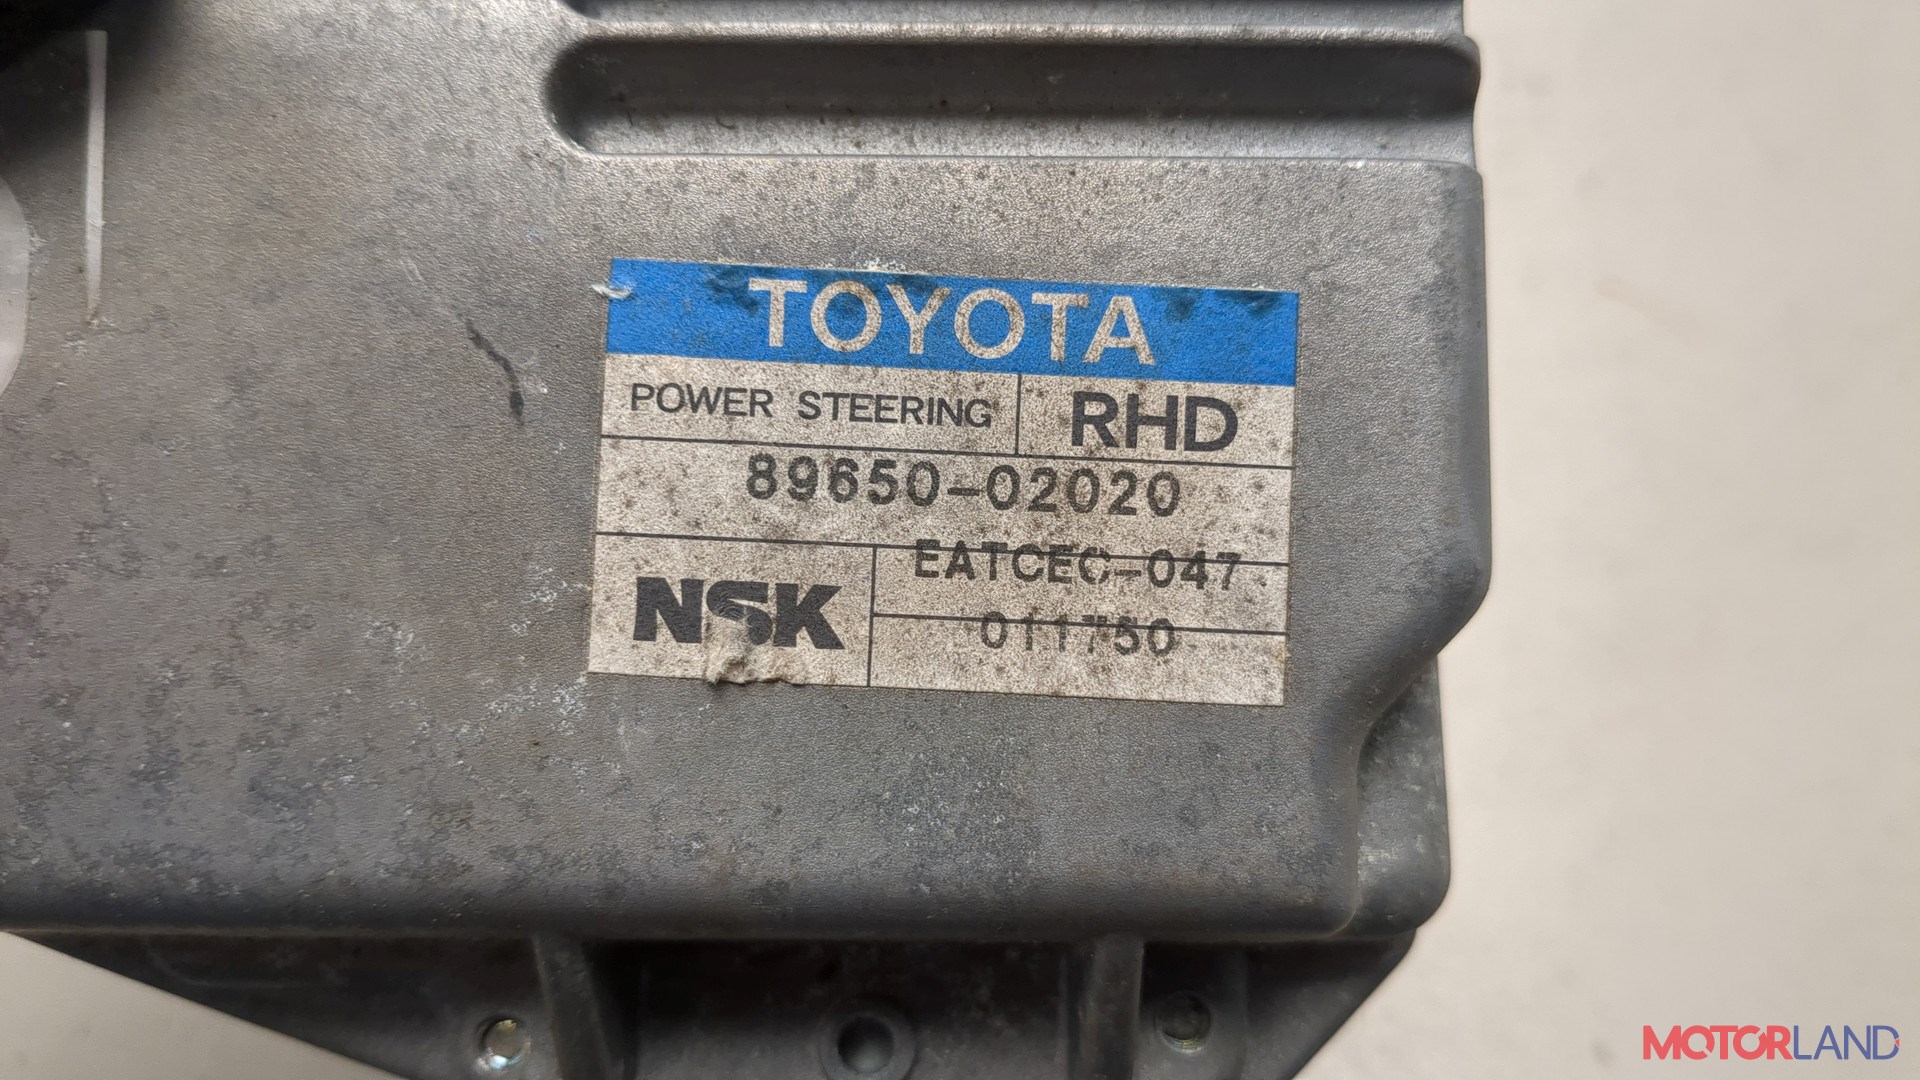 TOYOTA
POWER STEERING RHD
89650-02020
EATCEC-047
NSK
011750
MOTORLAND